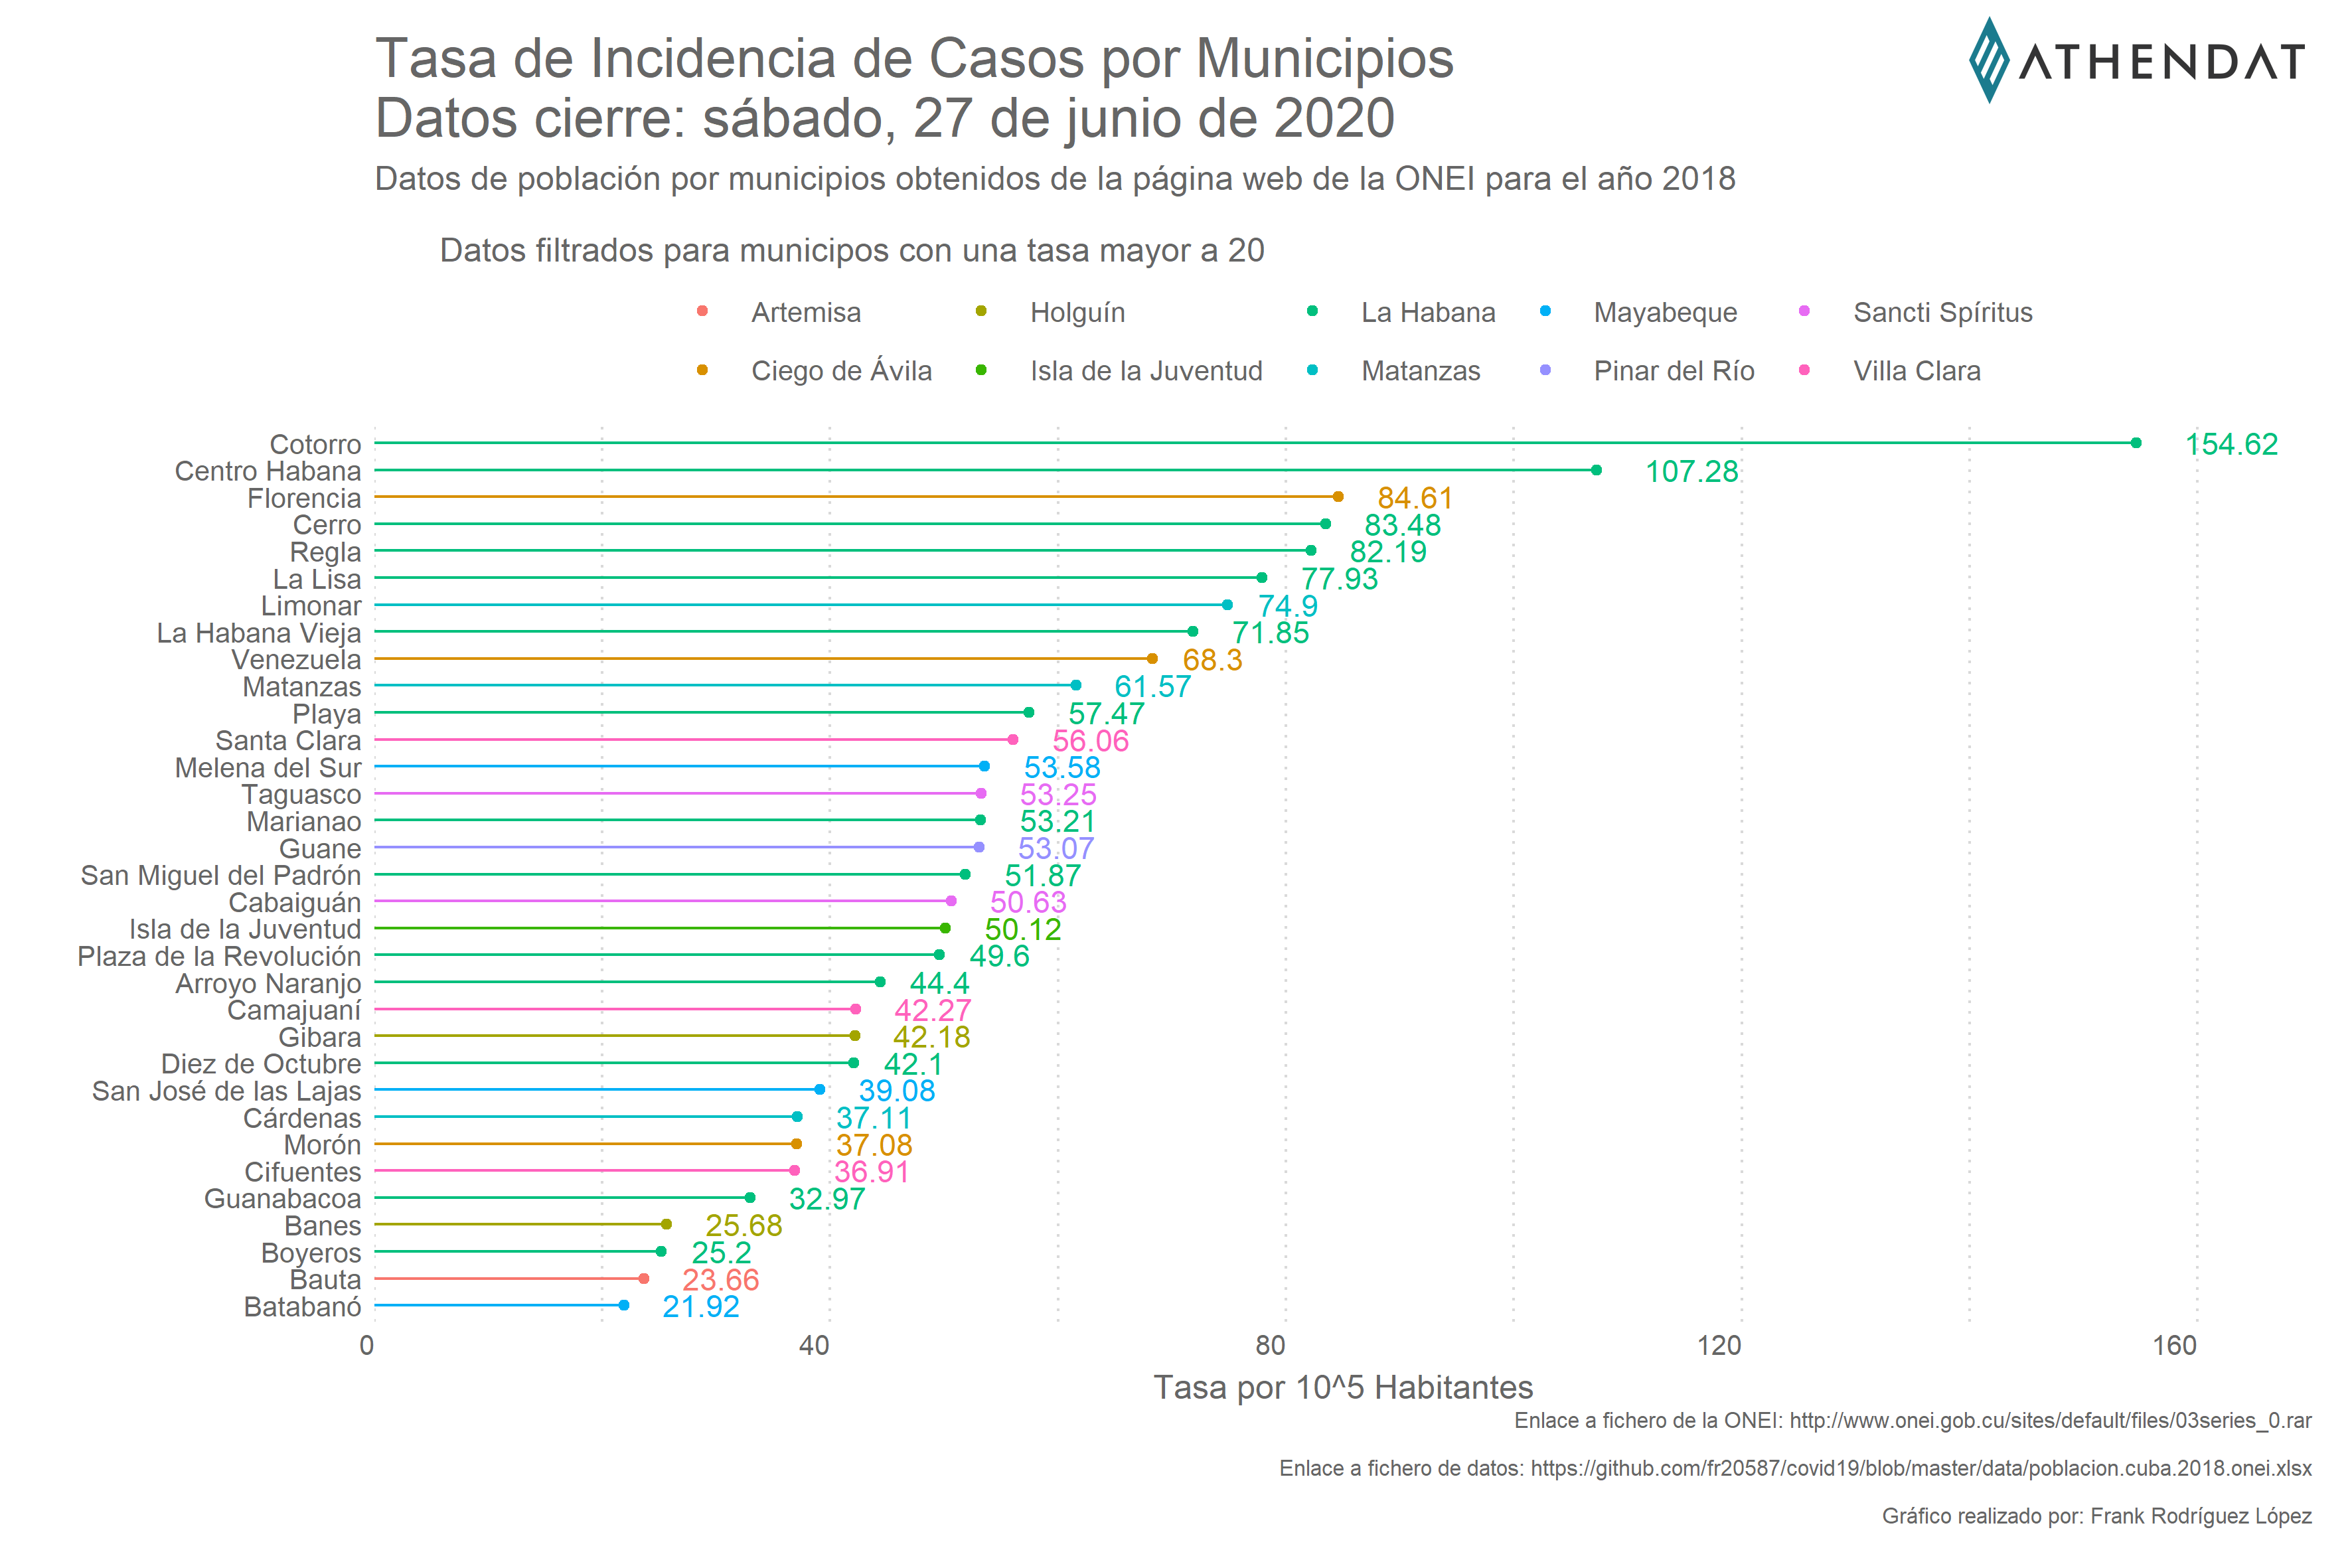 Tasa de Incidencia de Casos por Municipios
ATHENDAT
Datos cierre: sábado, 27 de junio de 2020
Datos de población por municipios obtenidos de la página web de la ONEI para el año 2018
Datos filtrados para municipos con una tasa mayor a 20
Artemisa Holguín La Habana Mayabeque Sancti Spíritus
Ciego de Ávila Isla de la Juventud Matanzas Pinar del Río Villa Clara
Cotorro 154.62
Centro Habana 107.28
Florencia 84.61
Cerro 83.48
Regla 82.19
La Lisa 77.93
Limonar 74.9
La Habana Vieja 71.85
Venezuela 68.3
Matanzas 61.57
Playa 57.47
Santa Clara 56.06
Melena del Sur 53.58
Taguasco 53.25
Marianao 53.21
Guane 53.07
San Miguel del Padrón 51.87
Cabaiguán 50.63
Isla de la Juventud 50.12
Plaza de la Revolución 49.6
Arroyo Naranjo 44.4
Camajuaní 42.27
Gibara 42.18
Diez de Octubre 42.1
San José de las Lajas 39.08
Cárdenas 37.11
Morón 37.08
Cifuentes 36.91
Guanabacoa 32.97
Banes 25.68
Boyeros 25.2
Bauta 23.66
Batabanó 21.92
0 40 80 120 160
Tasa por 10^5 Habitantes
Enlace a fichero de la ONEI: http://www.onei.gob.cu/sites/default/files/03series_0.rar
Enlace a fichero de datos: https://github.com/fr20587/covid19/blob/master/data/poblacion.cuba.2018.onei.xlsx
Gráfico realizado por: Frank Rodríguez López